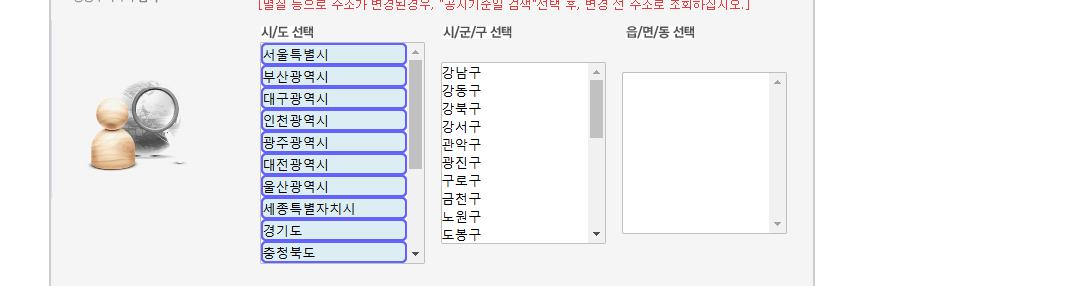 [별칠 등으로 주소가 변경된경우, "공시기준일 검색"선택 후, 변경 전 주소로 조회하십시오.]
시/도 선택
시/군/구 선택
읍/면/동 선택
서울특별시
부산광역시
대구광역시
인천광역시
광주광역시
대전광역시
울산광역시
세종특별자치시
경기도
충청북도
강남구
강동구
강북구
강서구
관악구
광진구
구로구
금천구
노원구
도봉구